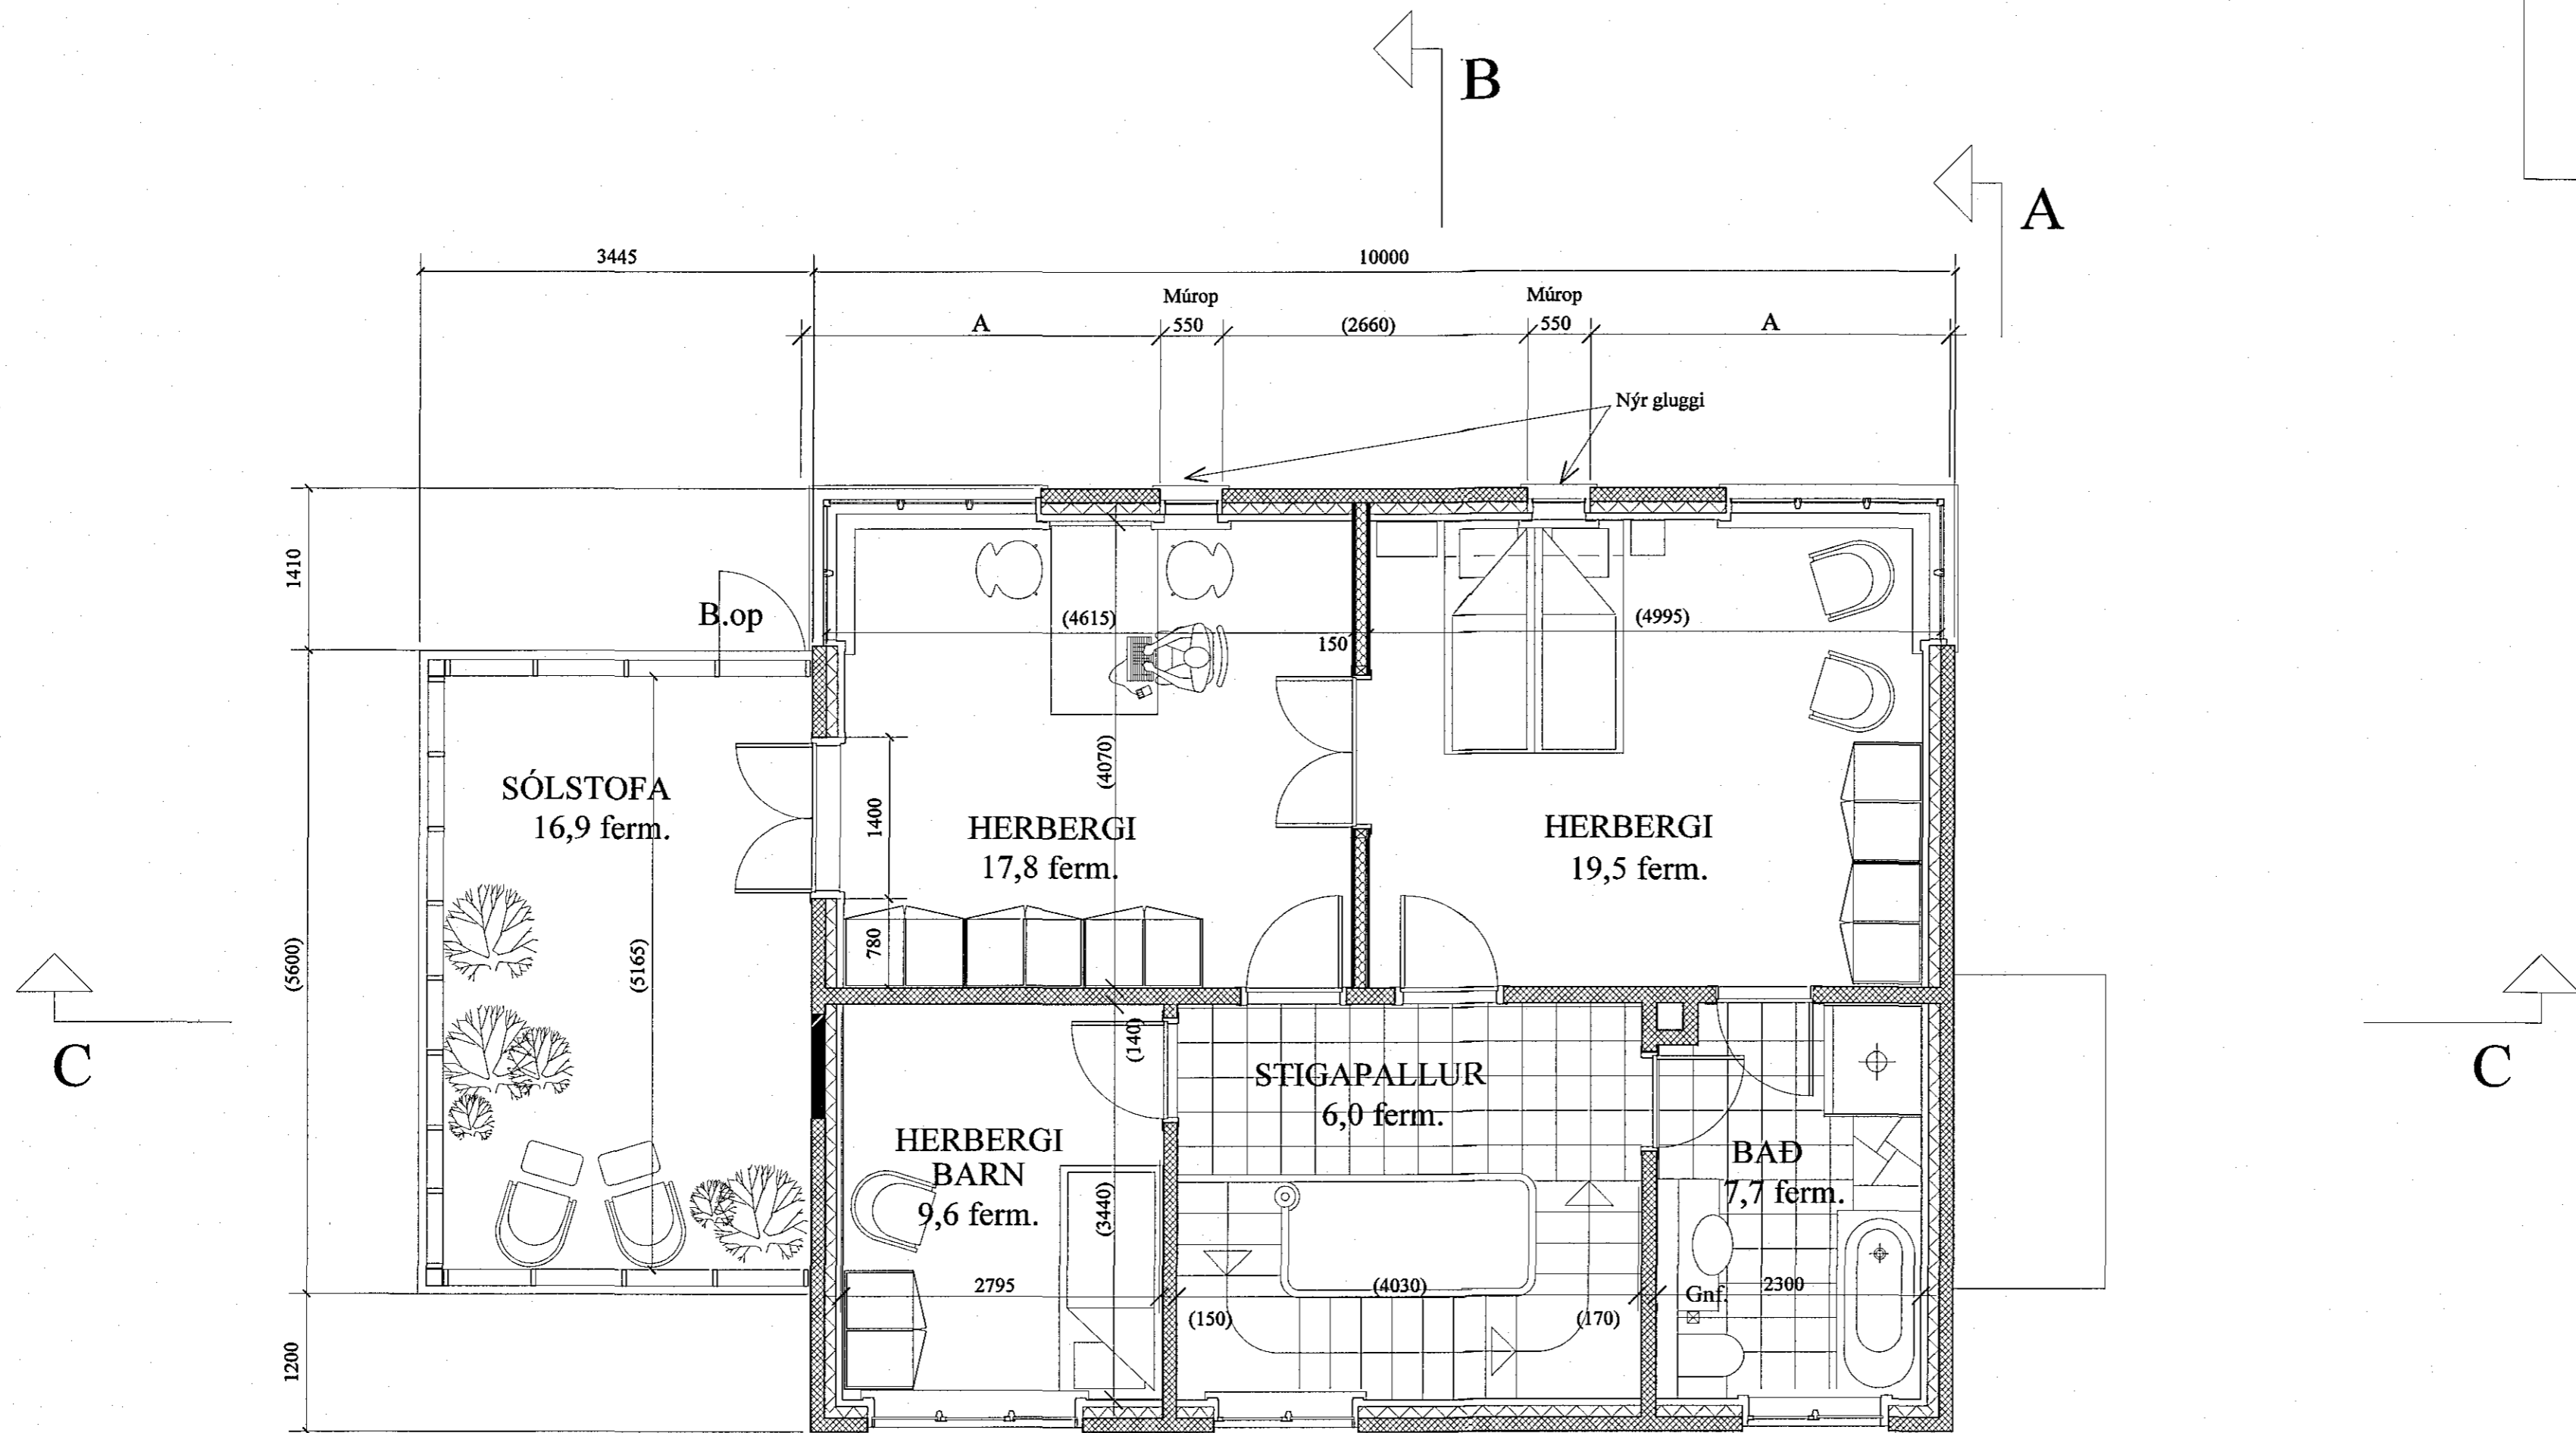 B
A
3445
10000
Múrop
Múrop
A
550
(2660)
550
A
Nýr gluggi
1410
B.op
(4615)
150
(4995)
(4070)
SÓLSTOFA
16,9 ferm.
1400
HERBERGI
17,8 ferm.
HERBERGI
19,5 ferm.
780
(5600)
(5165)
C
C
(140)
STIGAPALLUR
6,0 ferm.
HERBERGI
BARN
9,6 ferm.
BAÐ
7,7 ferm.
(3440)
2795
(4030)
Gnf.
2300
(150)
(170)
1200